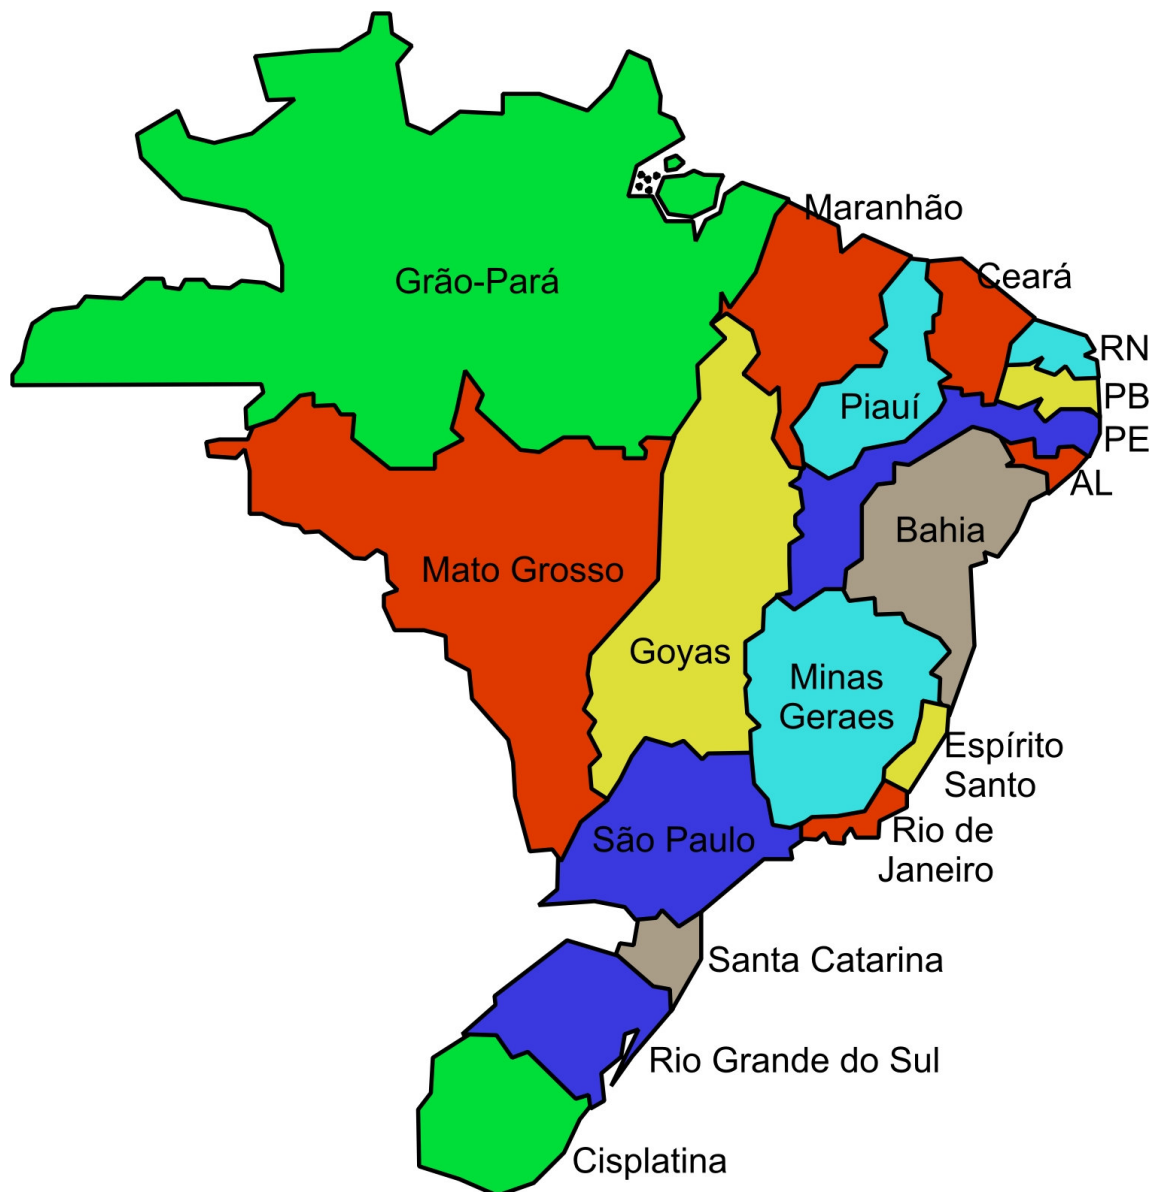 Maranhão
Ceará
Grão-Pará
RN
PB
Piauí
PE
AL
Bahia
Mato Grosso
Goyas
Minas
Geraes
Espírito
Santo
Rio de
Janeiro
São Paulo
Santa Catarina
Rio Grande do Sul
Cisplatina